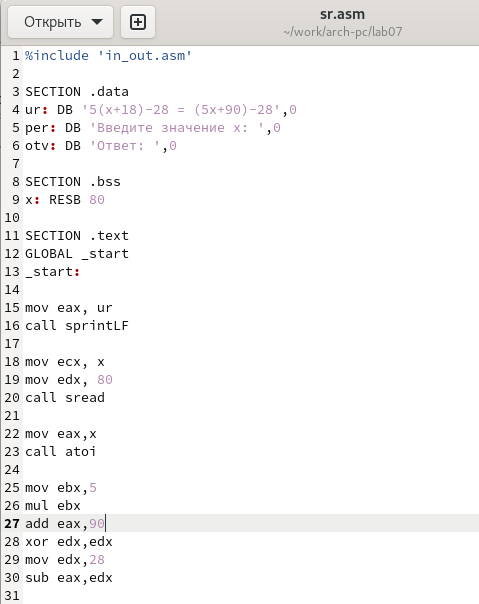 Открыть
sr.asm
~/work/arch-pc/lab07
1 %include 'in_out.asm'
2
3 SECTION .data
4 ur: DB '5(x+18)-28 = (5x+90)-28',0
5 per: DB 'Введите значение x: ',0
6 otv: DB 'Ответ: ',0
7
8 SECTION .bss
9 x: RESB 80
10
11 SECTION .text
12 GLOBAL _start
13 _start:
14
15 mov eax, ur
16 call sprintLF
17
18 mov ecx, x
19 mov edx, 80
20 call sread
21
22 mov eax,x
23 call atoi
24
25 mov ebx,5
26 mul ebx
27 add eax,90
28 xor edx,edx
29 mov edx,28
30 sub eax,edx
31